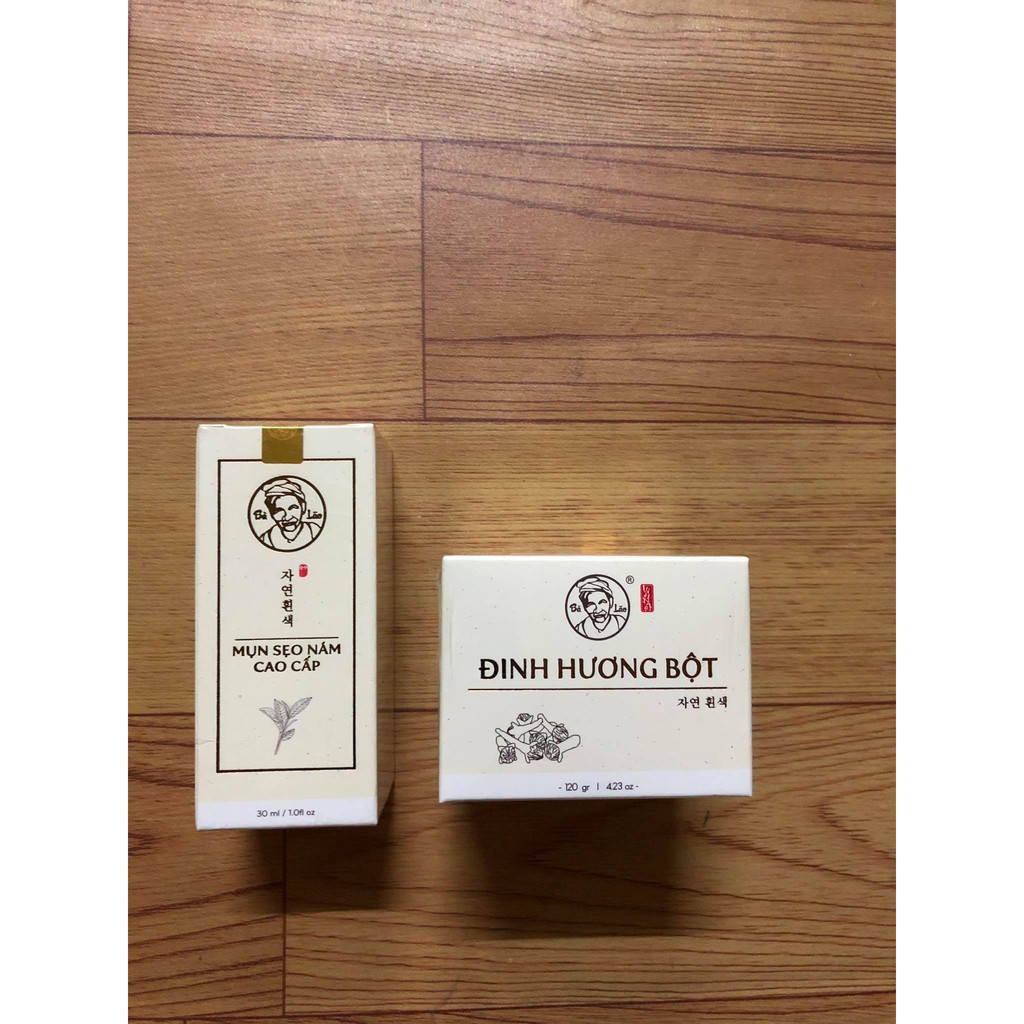 Bà Lão
자연흰색
MỤN SẸO NÁM
CAO CẤP
30 ml / 1.0fl oz
Bà Lão ®
ĐINH HƯƠNG BỘT
자연 흰색
- 120 gr | 4.23 oz -